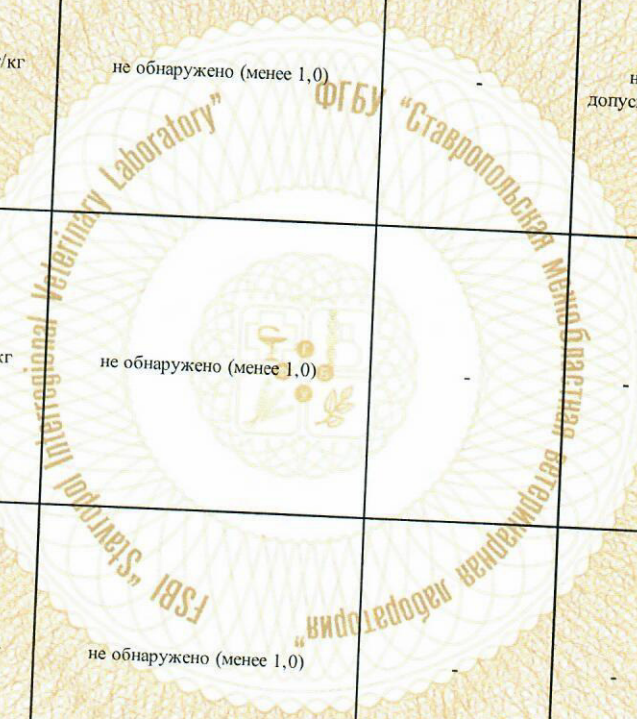 /кг не обнаружено (менее 1,0) - н
допус
ФГБУ "Ставропольская межобластная ветеринарная лаборатория"
FSBI "Stavropol Interregional Veterinary Laboratory"
кг не обнаружено (менее 1,0) - -
не обнаружено (менее 1,0) - -